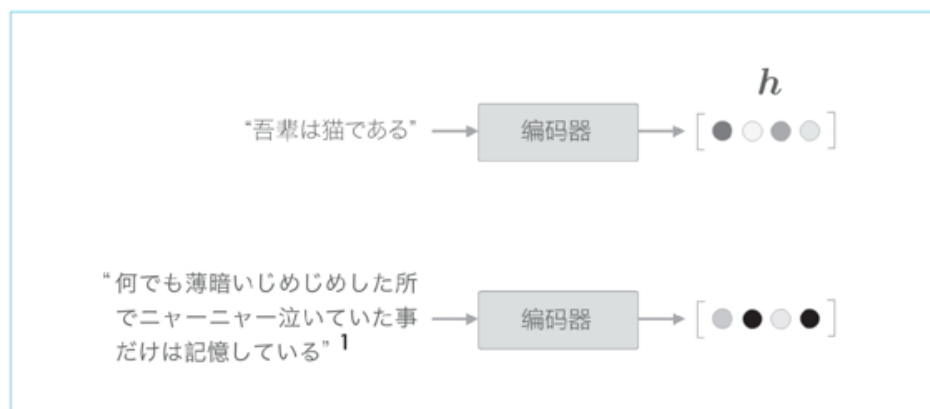 h
“吾輩は猫である”
编码器
“何でも薄暗いじめじめした所
でニャーニャー泣いていた事
だけは記憶している” 1
编码器